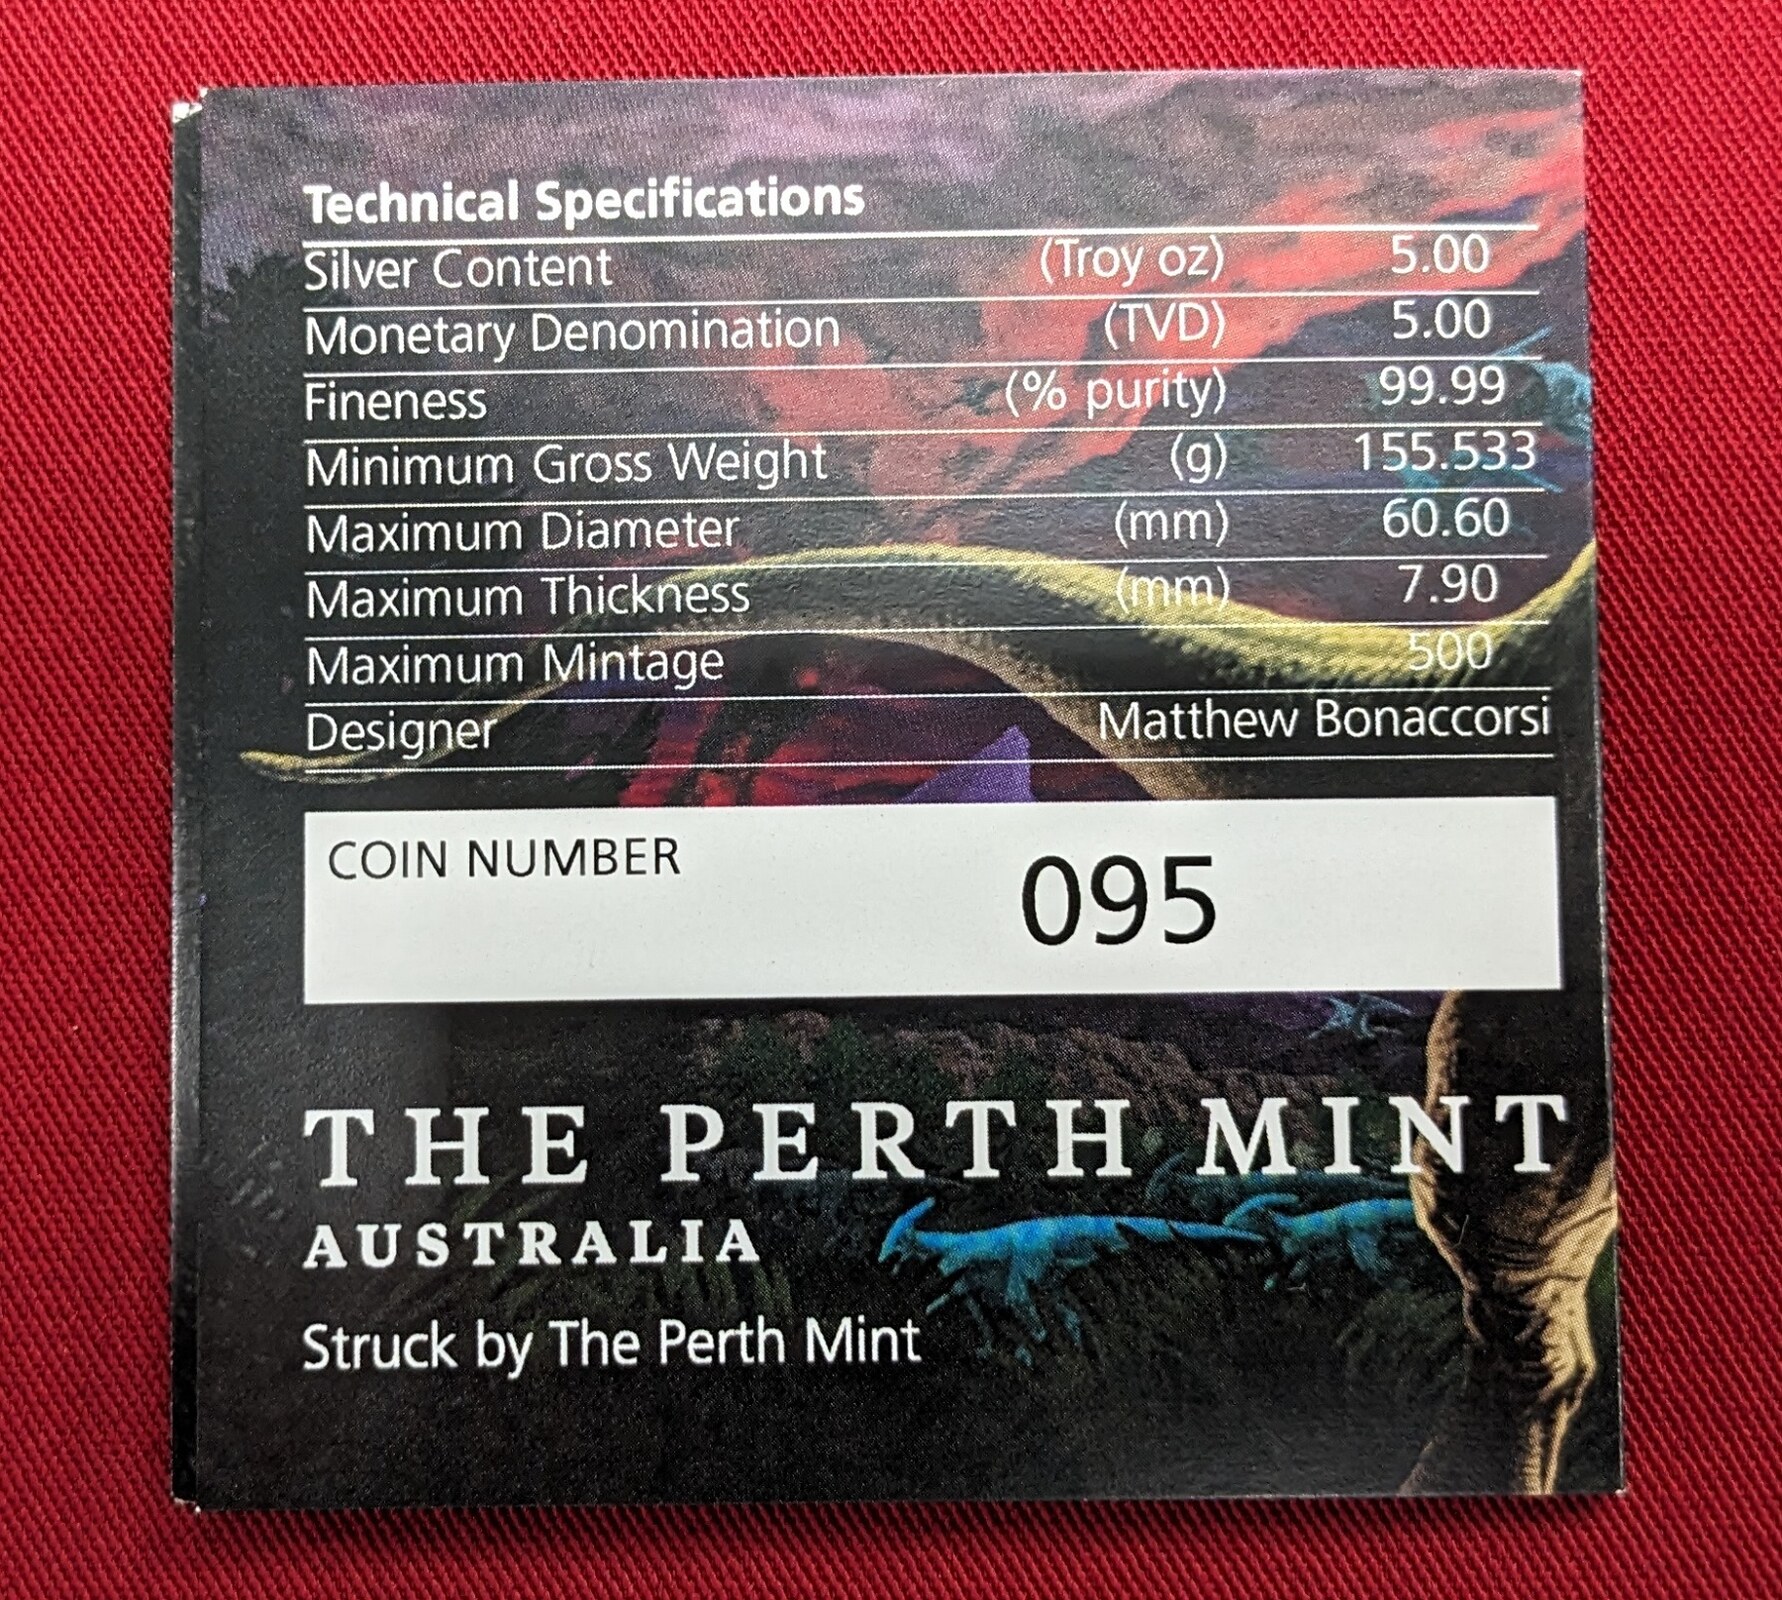 Technical Specifications
Silver Content (Troy oz) 5.00
Monetary Denomination (TVD) 5.00
Fineness (% purity) 99.99
Minimum Gross Weight (g) 155.533
Maximum Diameter (mm) 60.60
Maximum Thickness (mm) 7.90
Maximum Mintage 500
Designer Matthew Bonaccorsi
COIN NUMBER 095
THE PERTH MINT
AUSTRALIA
Struck by The Perth Mint